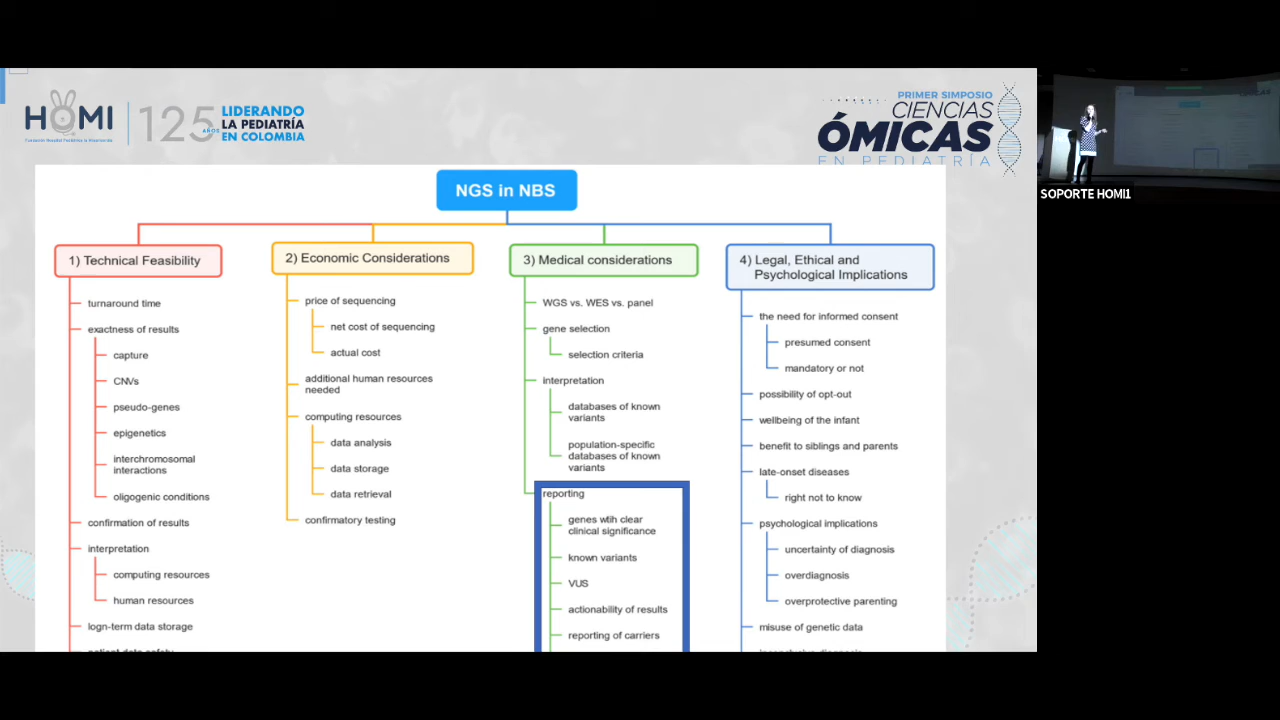 HOMI
Fundación Hospital Pediátrico la Misericordia
125
AÑOS
LIDERANDO
LA PEDIATRÍA
EN COLOMBIA
PRIMER SIMPOSIO
CIENCIAS
ÓMICAS
EN PEDIATRÍA
SOPORTE HOMI1
NGS in NBS
1) Technical Feasibility
turnaround time
exactness of results
capture
CNVs
pseudo-genes
epigenetics
interchromosomal
interactions
oligogenic conditions
confirmation of results
interpretation
computing resources
human resources
logn-term data storage
patient data safety
2) Economic Considerations
price of sequencing
net cost of sequencing
actual cost
additional human resources
needed
computing resources
data analysis
data storage
data retrieval
confirmatory testing
3) Medical considerations
WGS vs. WES vs. panel
gene selection
selection criteria
interpretation
databases of known
variants
population-specific
databases of known
variants
reporting
genes wtih clear
clinical significance
known variants
VUS
actionability of results
reporting of carriers
4) Legal, Ethical and
Psychological Implications
the need for informed consent
presumed consent
mandatory or not
possibility of opt-out
wellbeing of the infant
benefit to siblings and parents
late-onset diseases
right not to know
psychological implications
uncertainty of diagnosis
overdiagnosis
overprotective parenting
misuse of genetic data